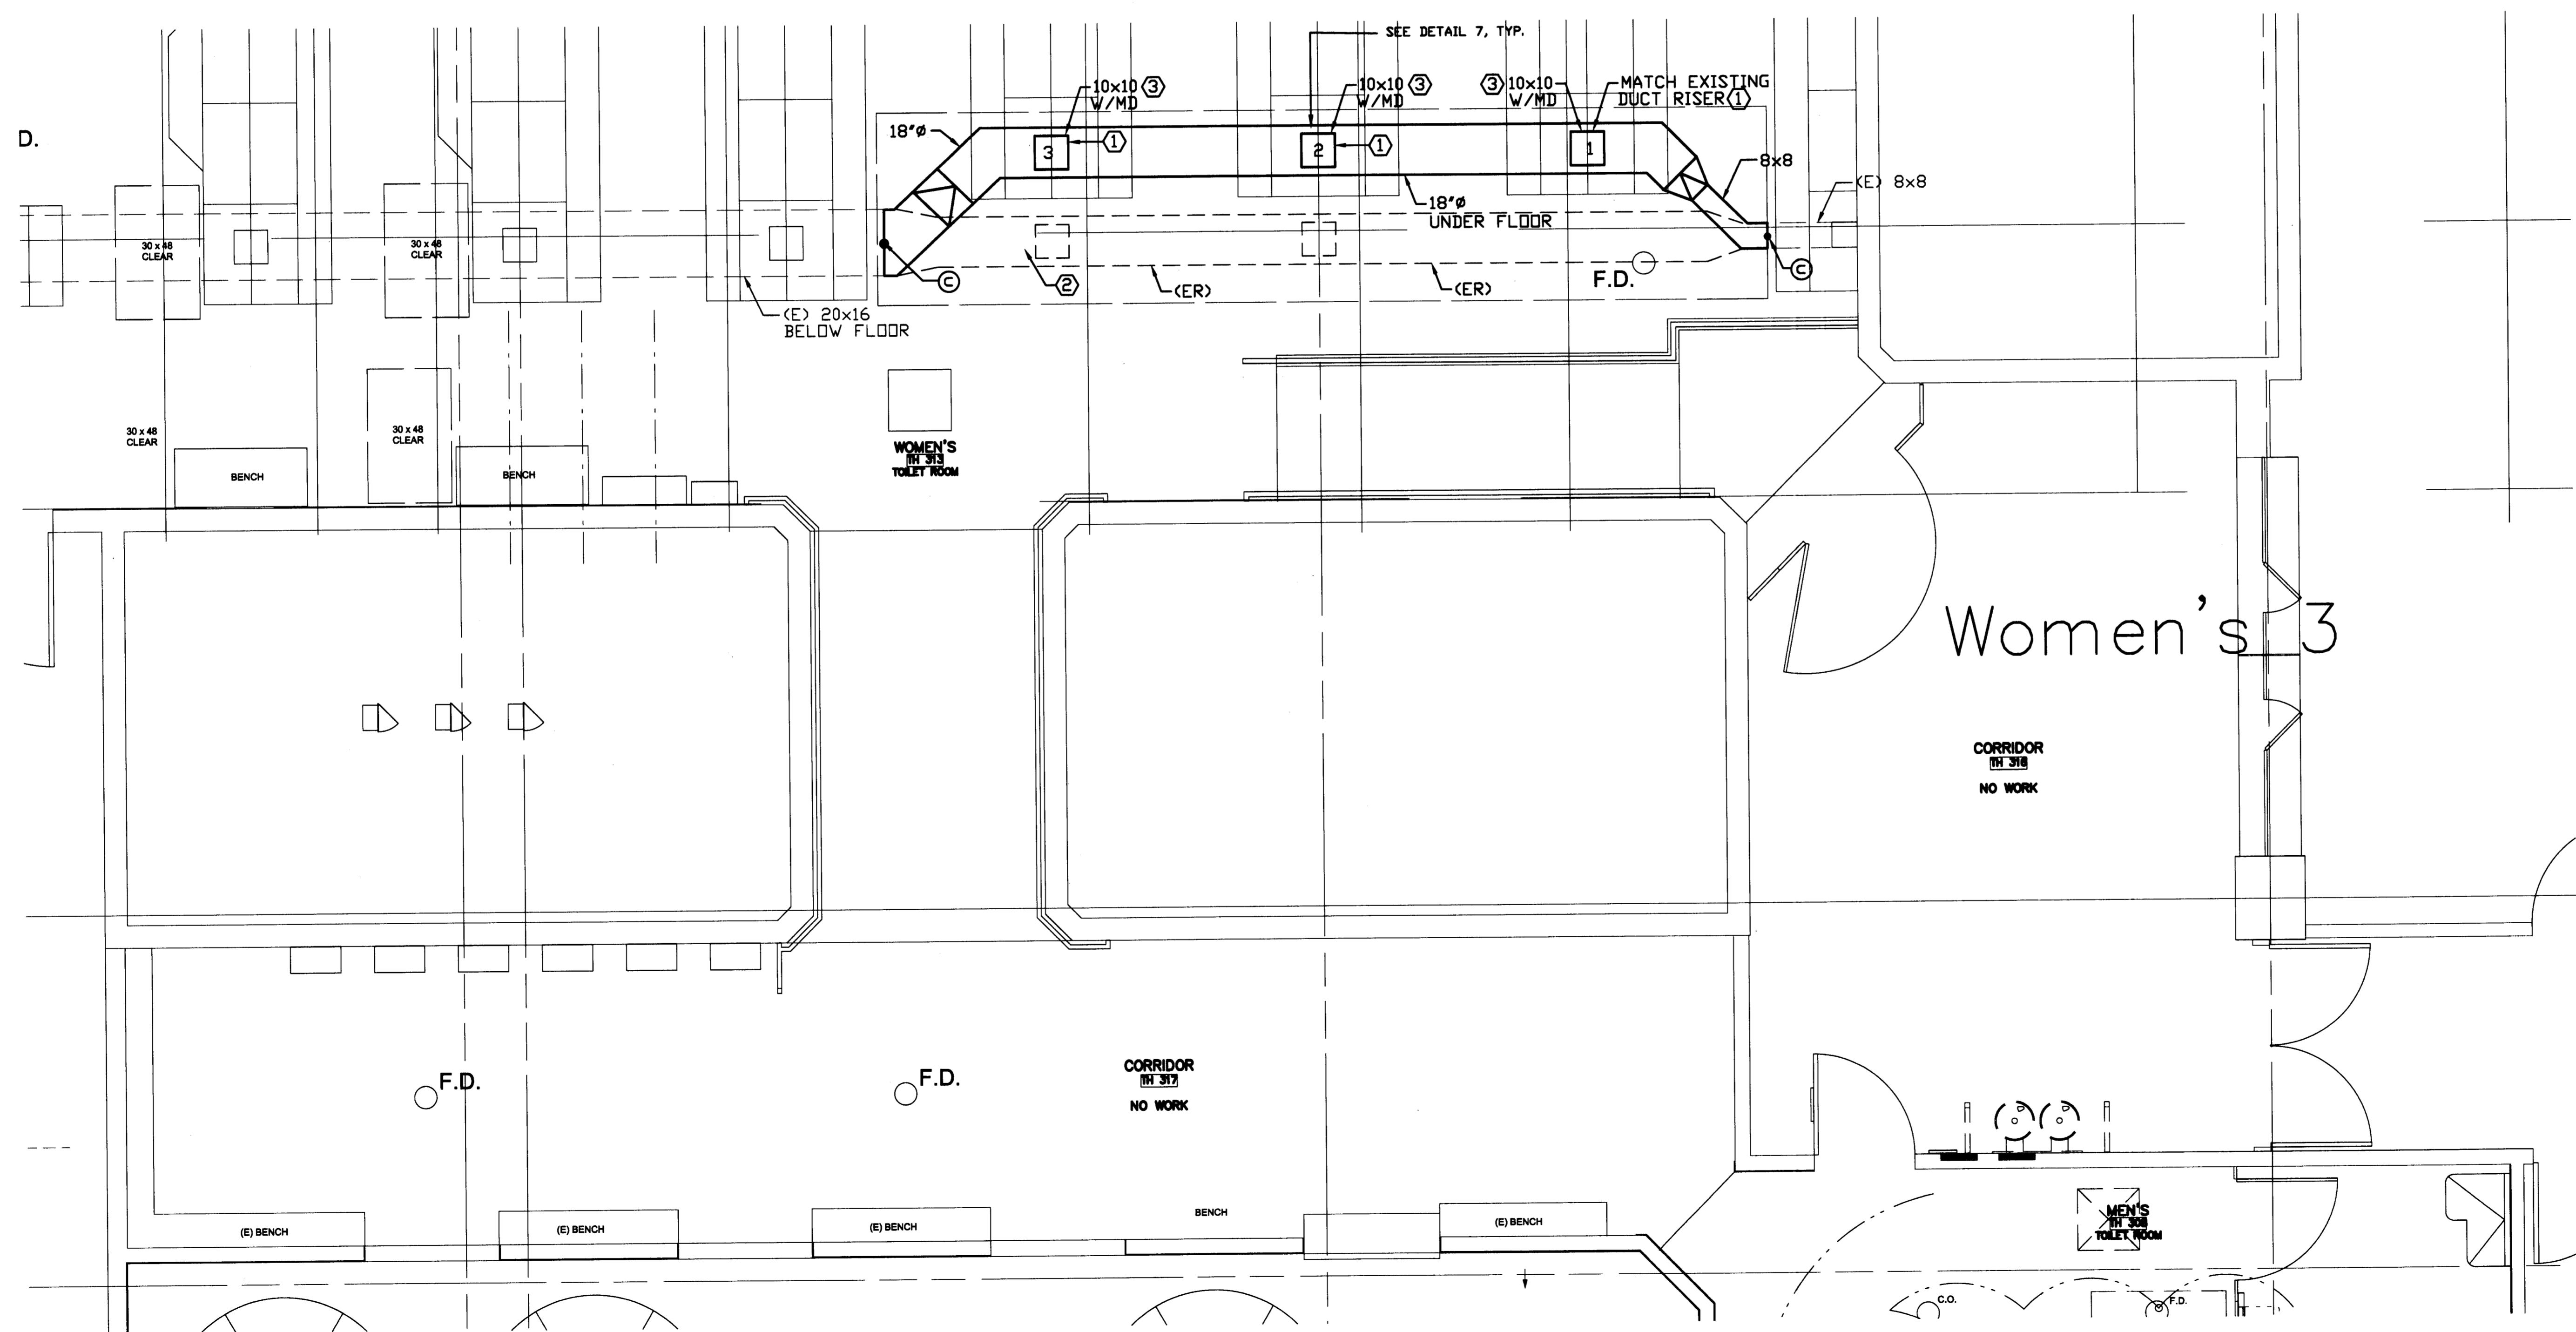 SEE DETAIL 7, TYP.
D.
18"ø
10x10 3
W/MD
10x10 3
W/MD
3 10x10
W/MD
MATCH EXISTING
DUCT RISER 1
3
1
2
1
1
8x8
(E) 8x8
18"ø
UNDER FLOOR
30 x 48
CLEAR
30 x 48
CLEAR
C
2
(ER)
(ER)
F.D.
C
(E) 20x16
BELOW FLOOR
30 x 48
CLEAR
30 x 48
CLEAR
BENCH
BENCH
WOMEN'S
TH 313
TOILET ROOM
Women's 3
CORRIDOR
TH 316
NO WORK
F.D.
F.D.
CORRIDOR
TH 317
NO WORK
(E) BENCH
(E) BENCH
(E) BENCH
BENCH
(E) BENCH
MEN'S
TH 308
TOILET ROOM
C.O.
F.D.